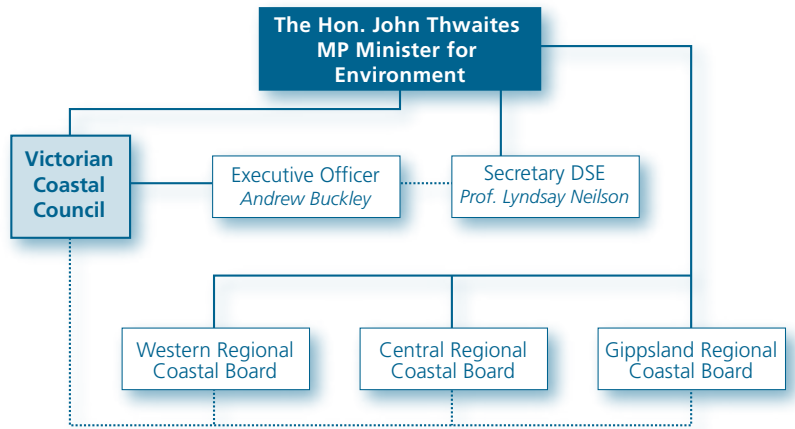 The Hon. John Thwaites
MP Minister for
Environment
Victorian
Coastal
Council
Executive Officer
Andrew Buckley
Secretary DSE
Prof. Lyndsay Neilson
Western Regional
Coastal Board
Central Regional
Coastal Board
Gippsland Regional
Coastal Board